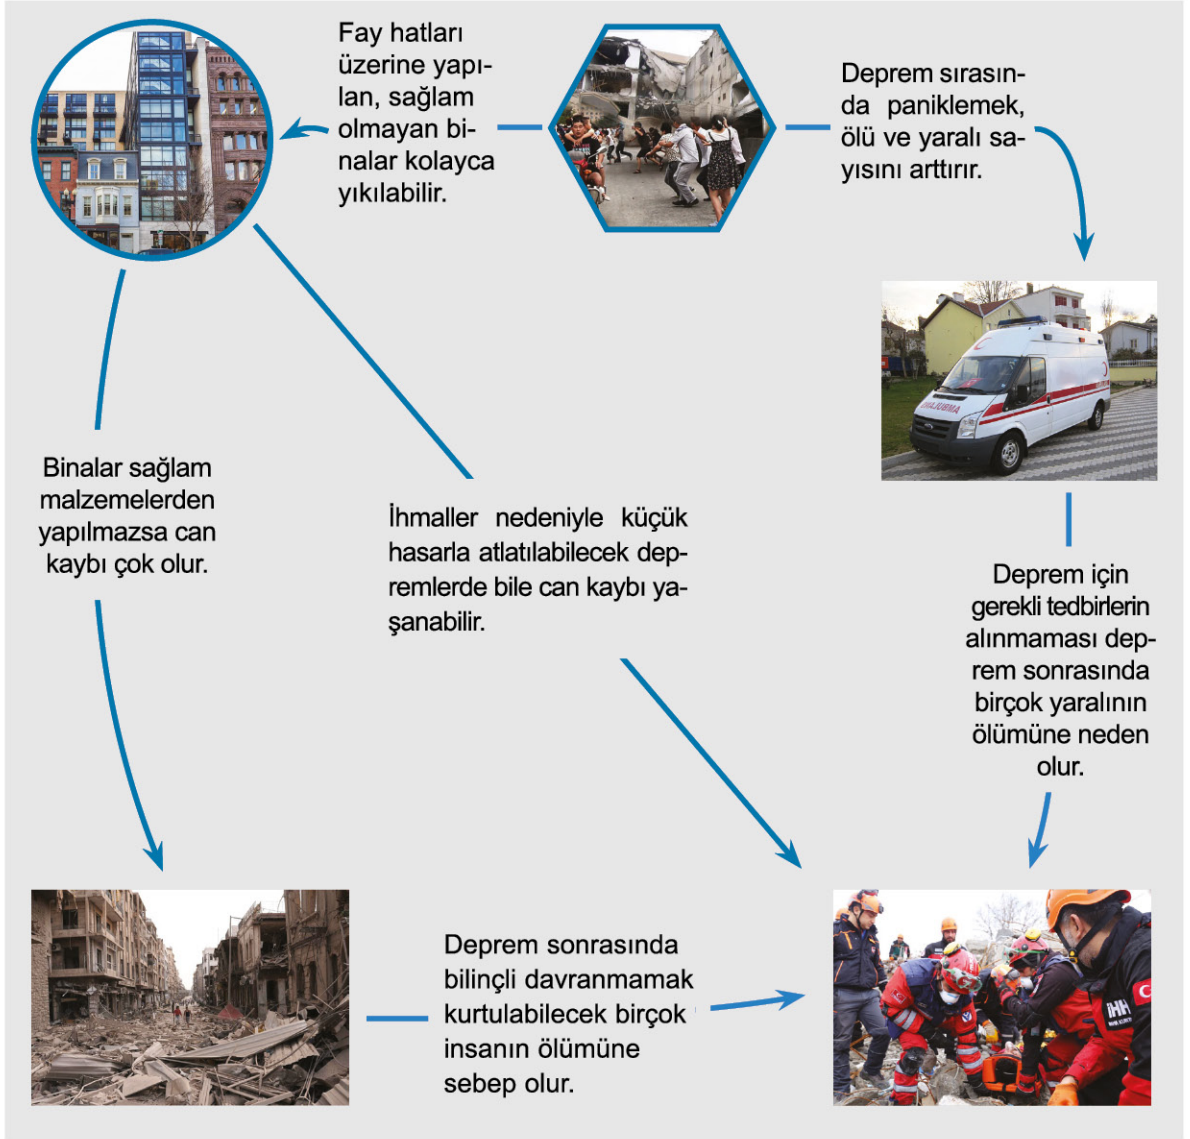 Fay hatları
üzerine yapı-
lan, sağlam
olmayan bi-
nalar kolayca
yıkılabilir.
Deprem sırasın-
da paniklemek,
ölü ve yaralı sa-
yısını arttırır.
AMBULANS
Binalar sağlam
malzemelerden
yapılmazsa can
kaybı çok olur.
İhmaller nedeniyle küçük
hasarla atlatılabilecek dep-
remlerde bile can kaybı ya-
şanabilir.
Deprem için
gerekli tedbirlerin
alınmaması dep-
rem sonrasında
birçok yaralının
ölümüne neden
olur.
Deprem sonrasında
bilinçli davranmamak
kurtulabilecek birçok
insanın ölümüne
sebep olur.
iHH